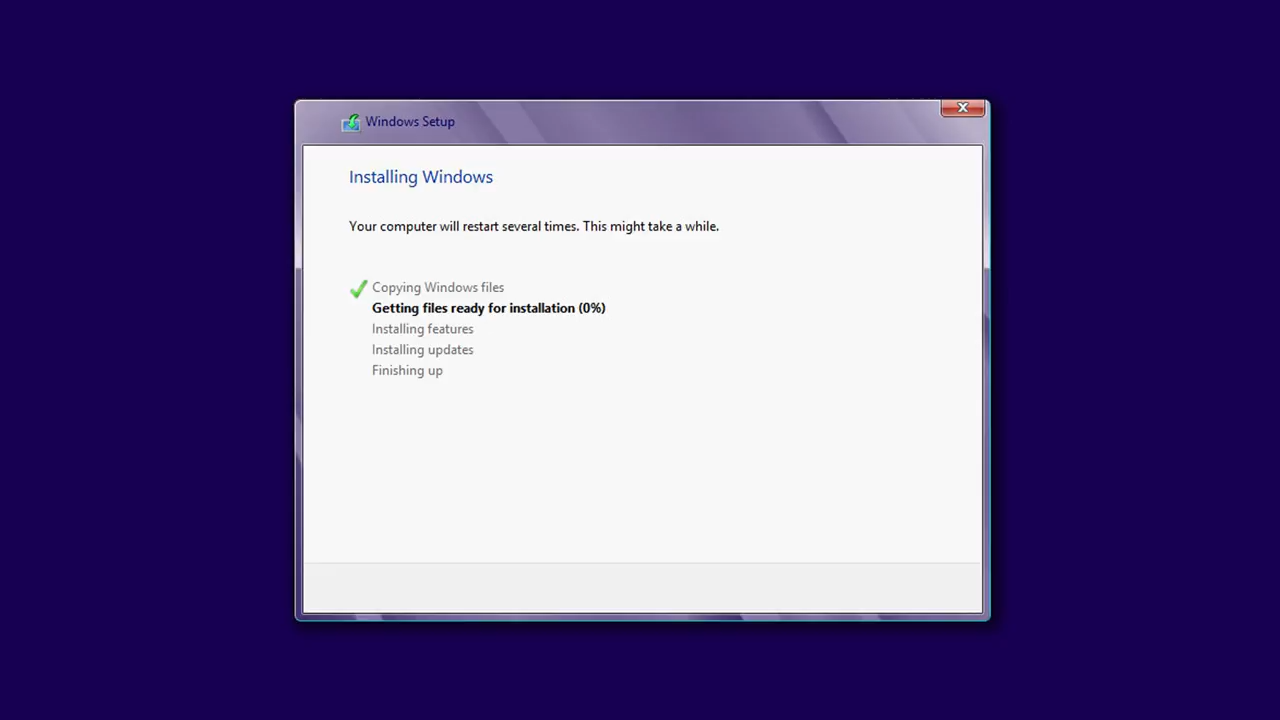 Windows Setup
Installing Windows
Your computer will restart several times. This might take a while.
Copying Windows files
Getting files ready for installation (0%)
Installing features
Installing updates
Finishing up